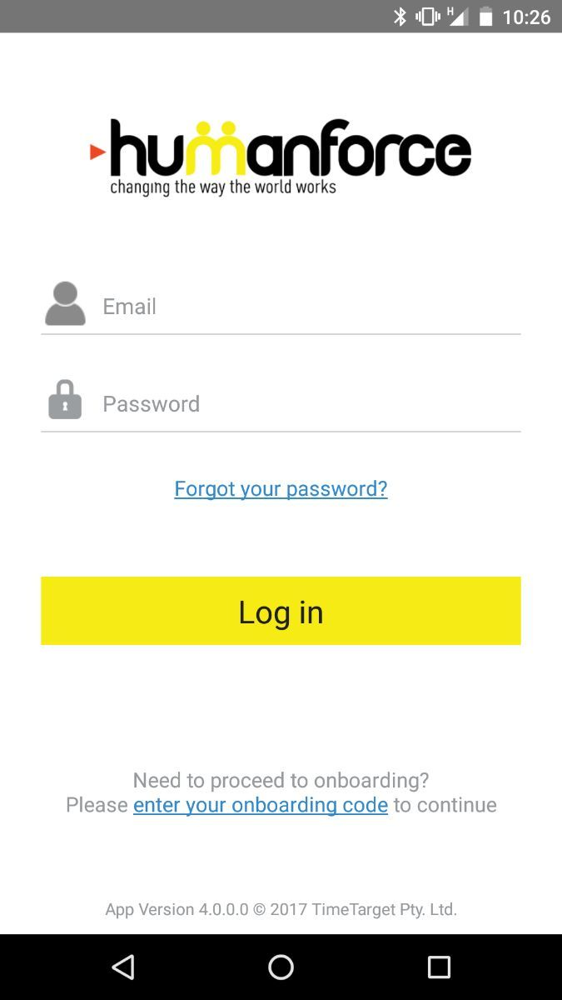 H 10:26
humanforce
changing the way the world works
Email
Password
Forgot your password?
Log in
Need to proceed to onboarding?
Please enter your onboarding code to continue
App Version 4.0.0.0 © 2017 TimeTarget Pty. Ltd.